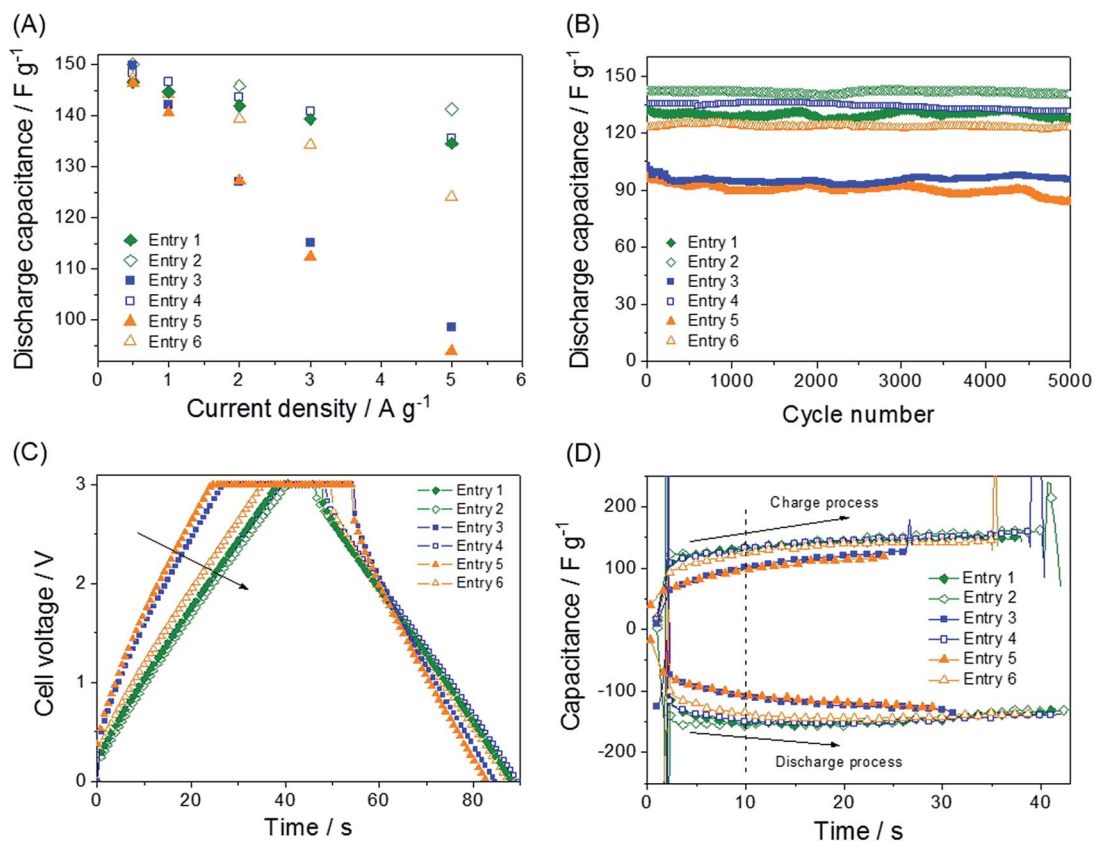 (A)
Discharge capacitance / F g⁻¹
150
140
130
120
110
100
Entry 1
Entry 2
Entry 3
Entry 4
Entry 5
Entry 6
0 1 2 3 4 5 6
Current density / A g⁻¹
(B)
Discharge capacitance / F g⁻¹
150
120
90
60
30
0
Entry 1
Entry 2
Entry 3
Entry 4
Entry 5
Entry 6
0 1000 2000 3000 4000 5000
Cycle number
(C)
Cell voltage / V
3
2
1
0
Entry 1
Entry 2
Entry 3
Entry 4
Entry 5
Entry 6
0 20 40 60 80
Time / s
(D)
Capacitance / F g⁻¹
200
100
0
-100
-200
Charge process
Entry 1
Entry 2
Entry 3
Entry 4
Entry 5
Entry 6
Discharge process
0 10 20 30 40
Time / s